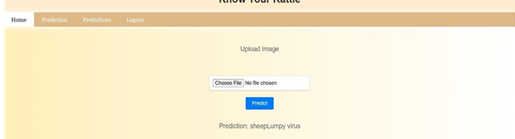 Know Your Kattle
Home Prediction Predictions Logout
Upload Image
Choose File No file chosen
Predict
Prediction: sheepLumpy virus